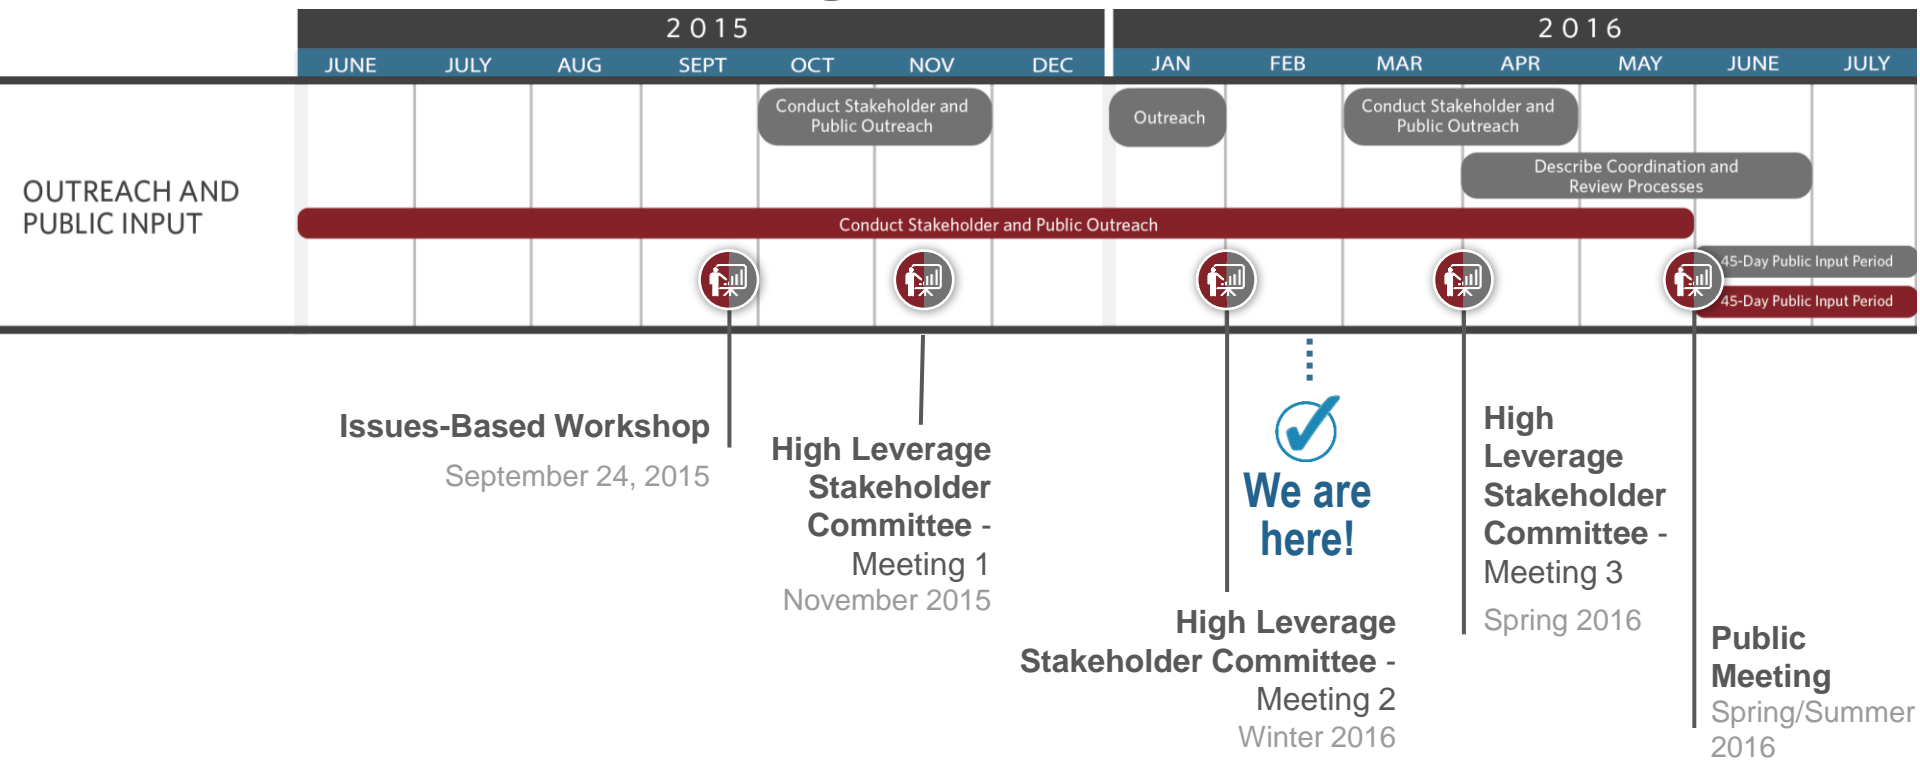 2015
2016
JUNE JULY AUG SEPT OCT NOV DEC JAN FEB MAR APR MAY JUNE JULY
Conduct Stakeholder and
Public Outreach
Outreach
Conduct Stakeholder and
Public Outreach
Describe Coordination and
Review Processes
OUTREACH AND
PUBLIC INPUT
Conduct Stakeholder and Public Outreach
45-Day Public Input Period
45-Day Public Input Period
Issues-Based Workshop
September 24, 2015
High Leverage
Stakeholder
Committee -
Meeting 1
November 2015
We are
here!
High Leverage
Stakeholder Committee -
Meeting 2
Winter 2016
High
Leverage
Stakeholder
Committee -
Meeting 3
Spring 2016
Public
Meeting
Spring/Summer
2016